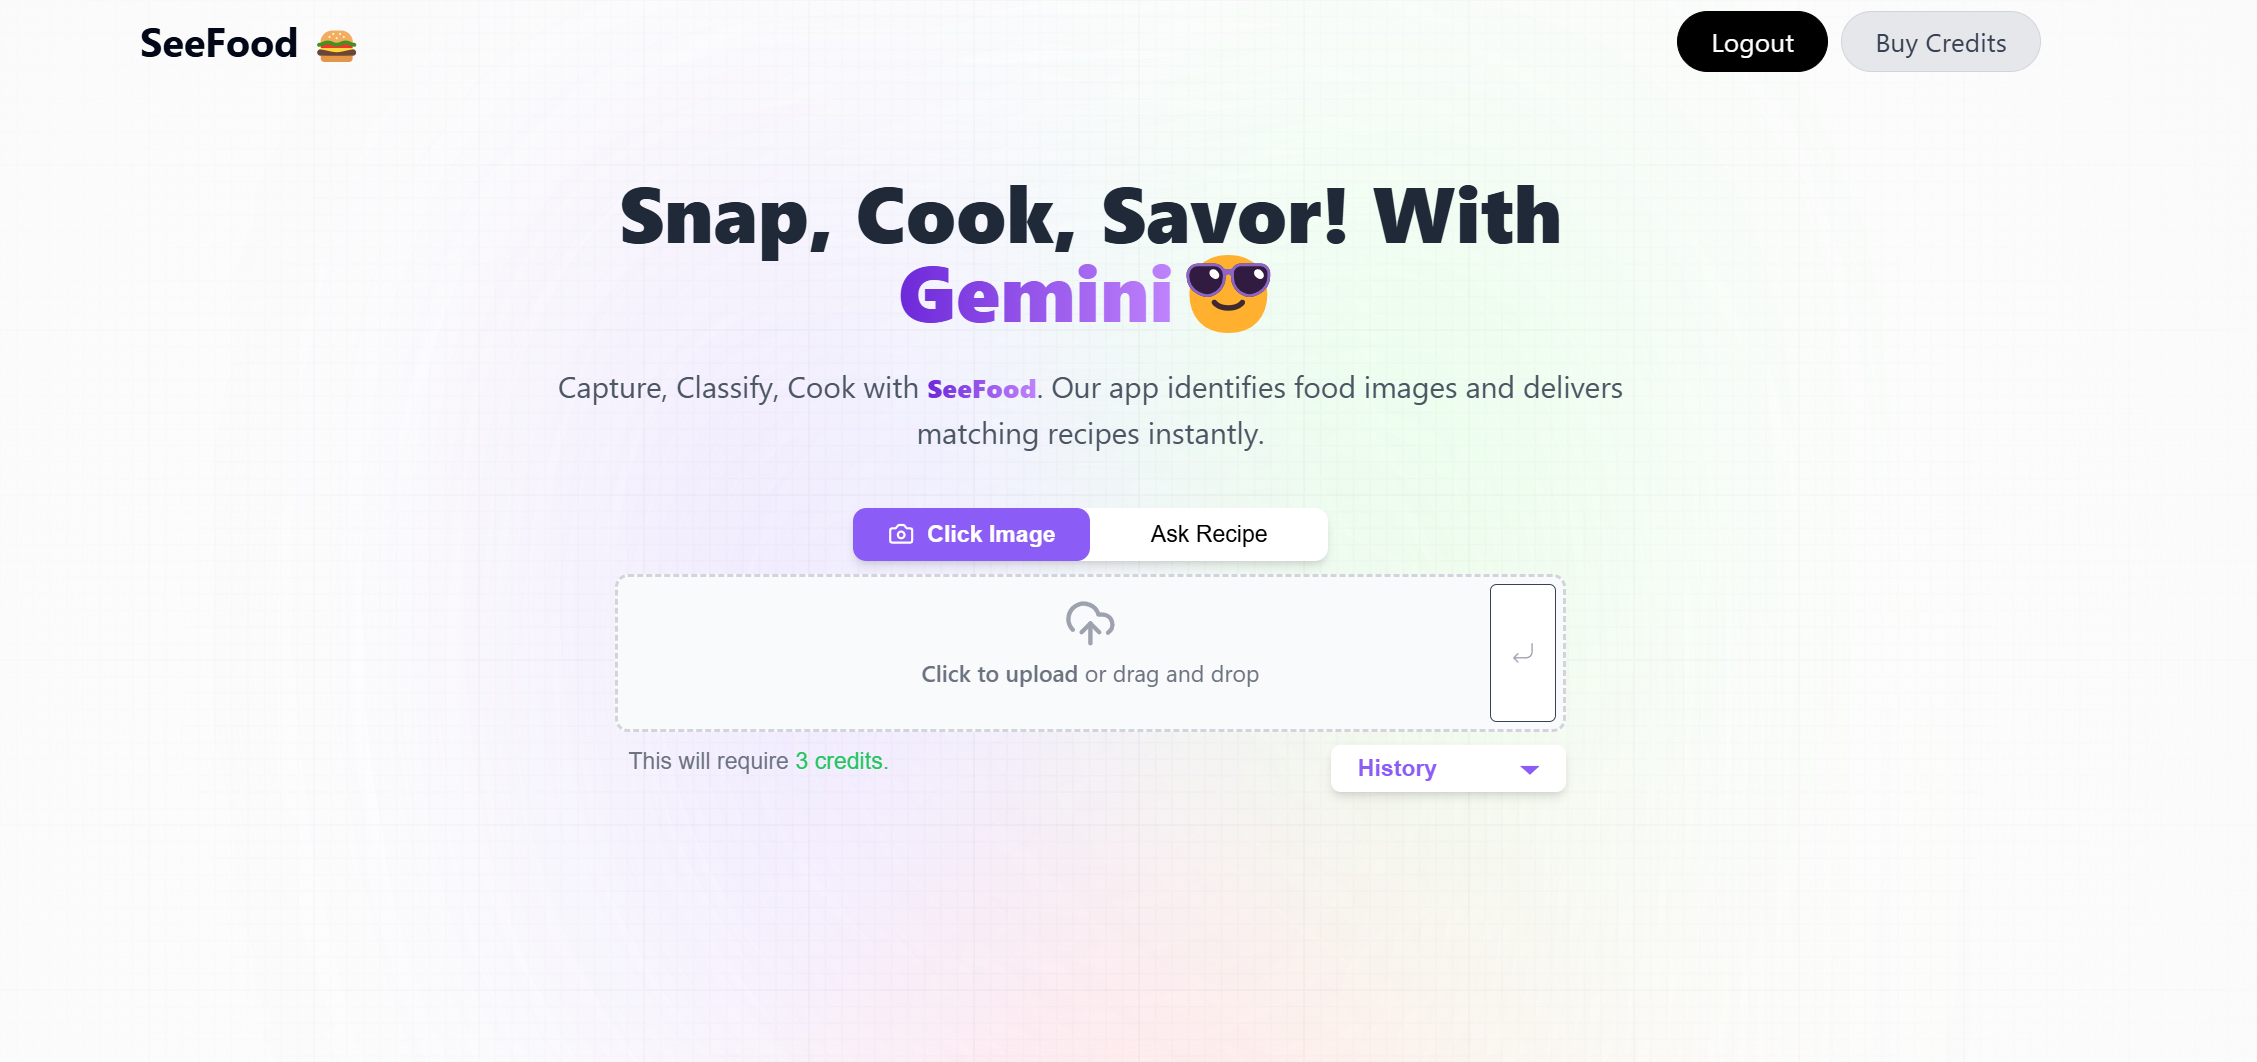 SeeFood
Logout
Buy Credits
Snap, Cook, Savor! With
Gemini
Capture, Classify, Cook with SeeFood. Our app identifies food images and delivers
matching recipes instantly.
Click Image
Ask Recipe
Click to upload or drag and drop
This will require 3 credits.
History